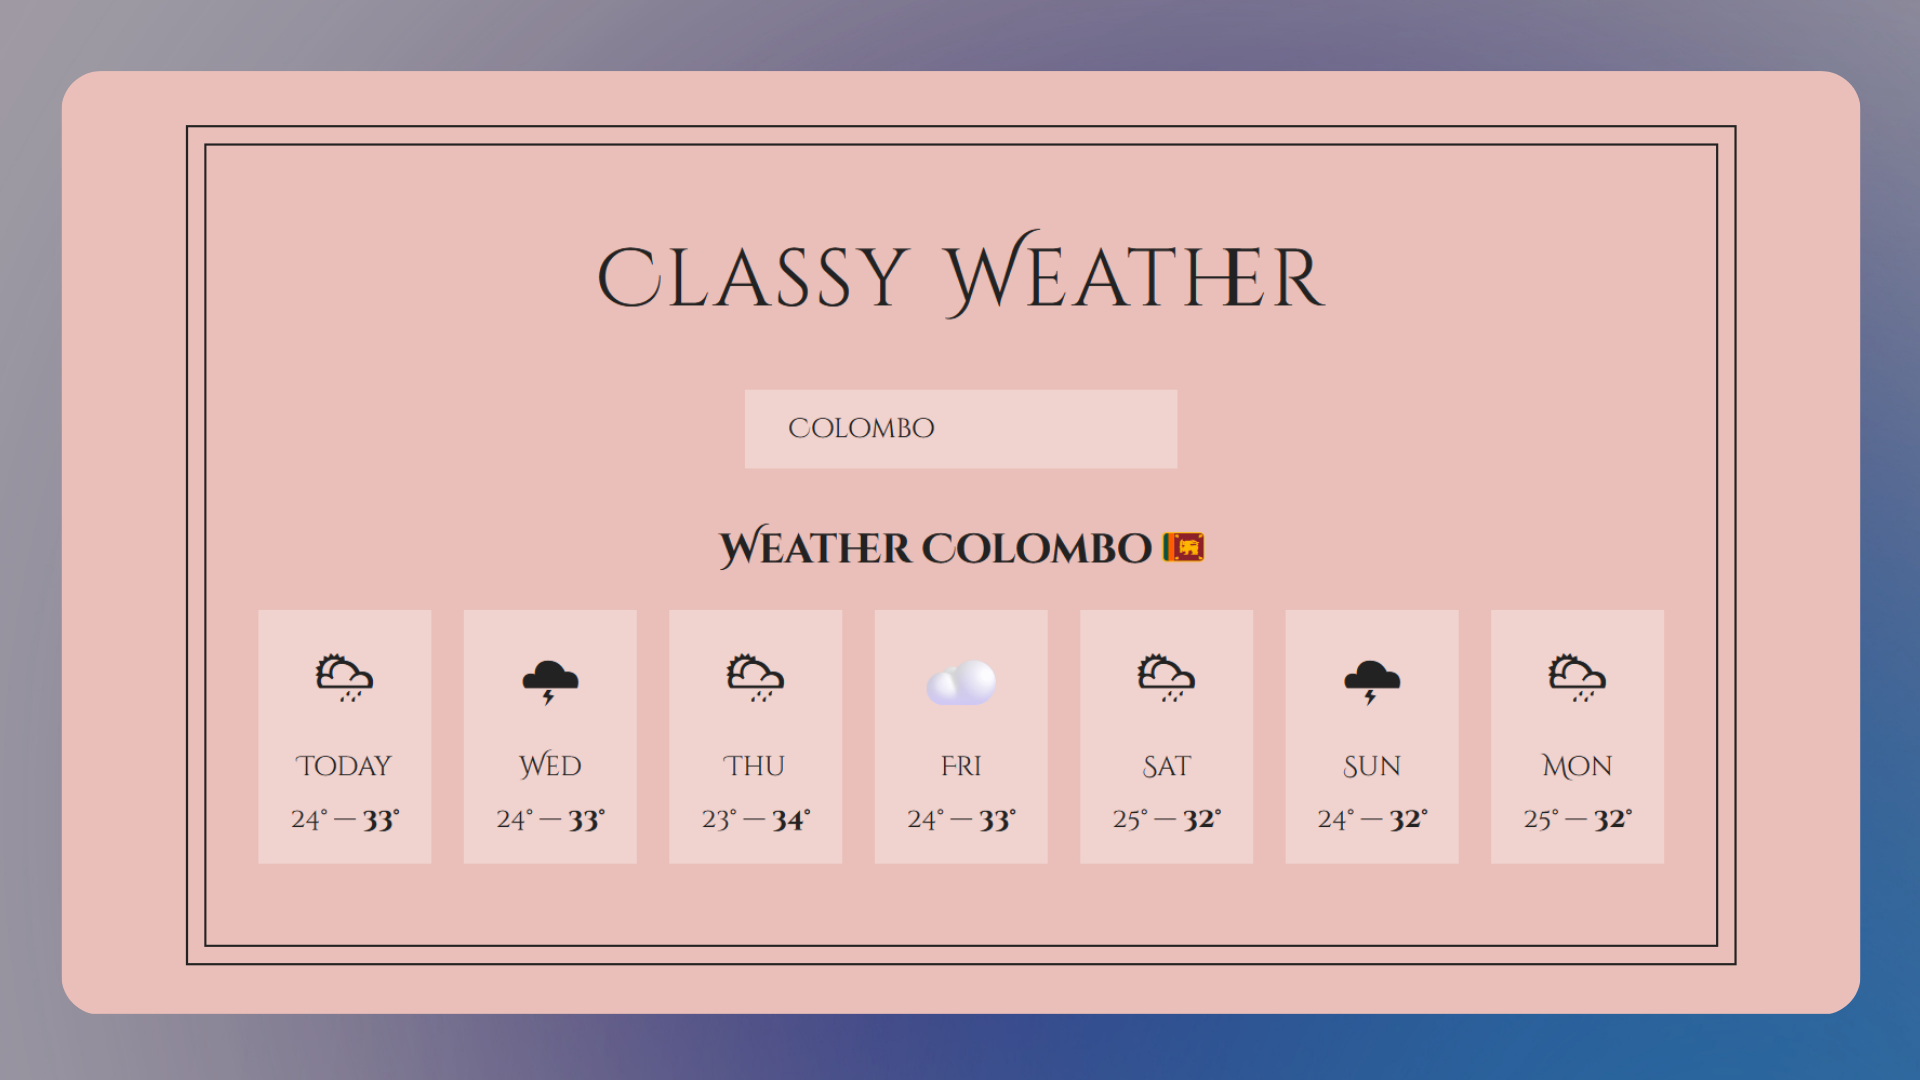 Classy Weather
Colombo
Weather Colombo
Today
24° — 33°
Wed
24° — 33°
Thu
23° — 34°
Fri
24° — 33°
Sat
25° — 32°
Sun
24° — 32°
Mon
25° — 32°